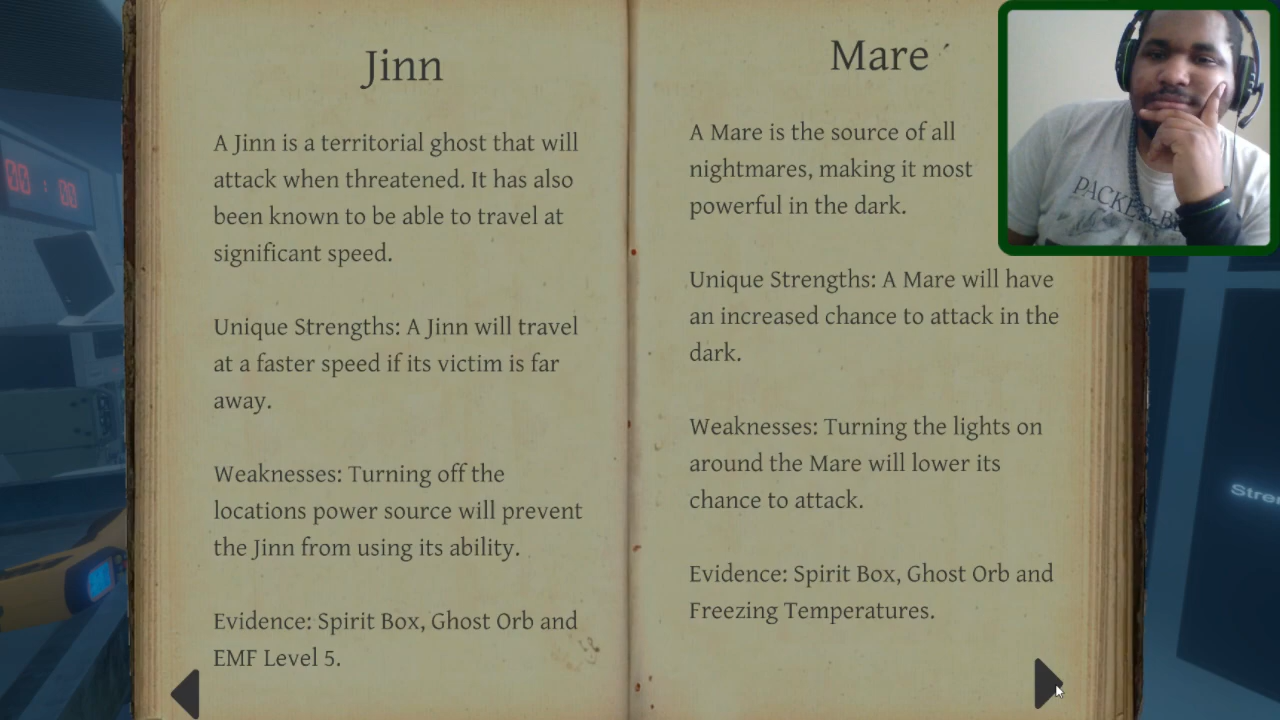 Jinn
A Jinn is a territorial ghost that will
attack when threatened. It has also
been known to be able to travel at
significant speed.
Unique Strengths: A Jinn will travel
at a faster speed if its victim is far
away.
Weaknesses: Turning off the
locations power source will prevent
the Jinn from using its ability.
Evidence: Spirit Box, Ghost Orb and
EMF Level 5.
Mare
A Mare is the source of all
nightmares, making it most
powerful in the dark.
Unique Strengths: A Mare will have
an increased chance to attack in the
dark.
Weaknesses: Turning the lights on
around the Mare will lower its
chance to attack.
Evidence: Spirit Box, Ghost Orb and
Freezing Temperatures.
00 : 00